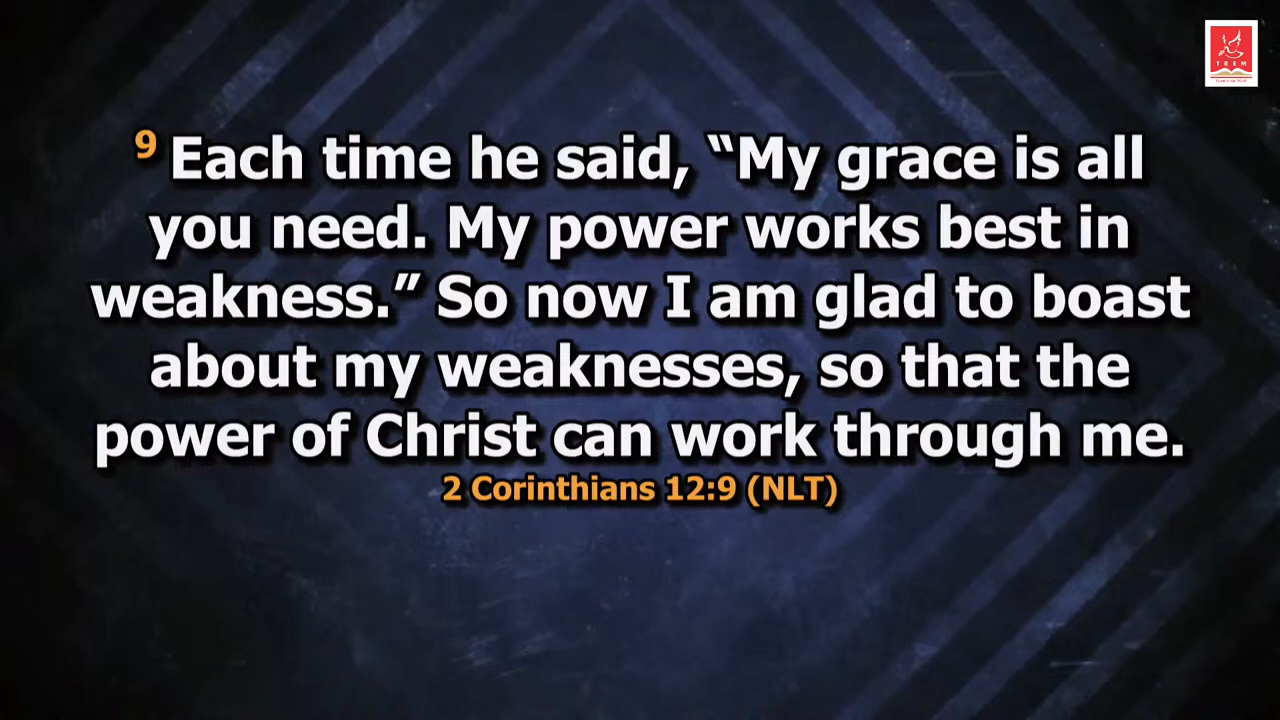 9 Each time he said, “My grace is all
you need. My power works best in
weakness.” So now I am glad to boast
about my weaknesses, so that the
power of Christ can work through me.
2 Corinthians 12:9 (NLT)
TREM